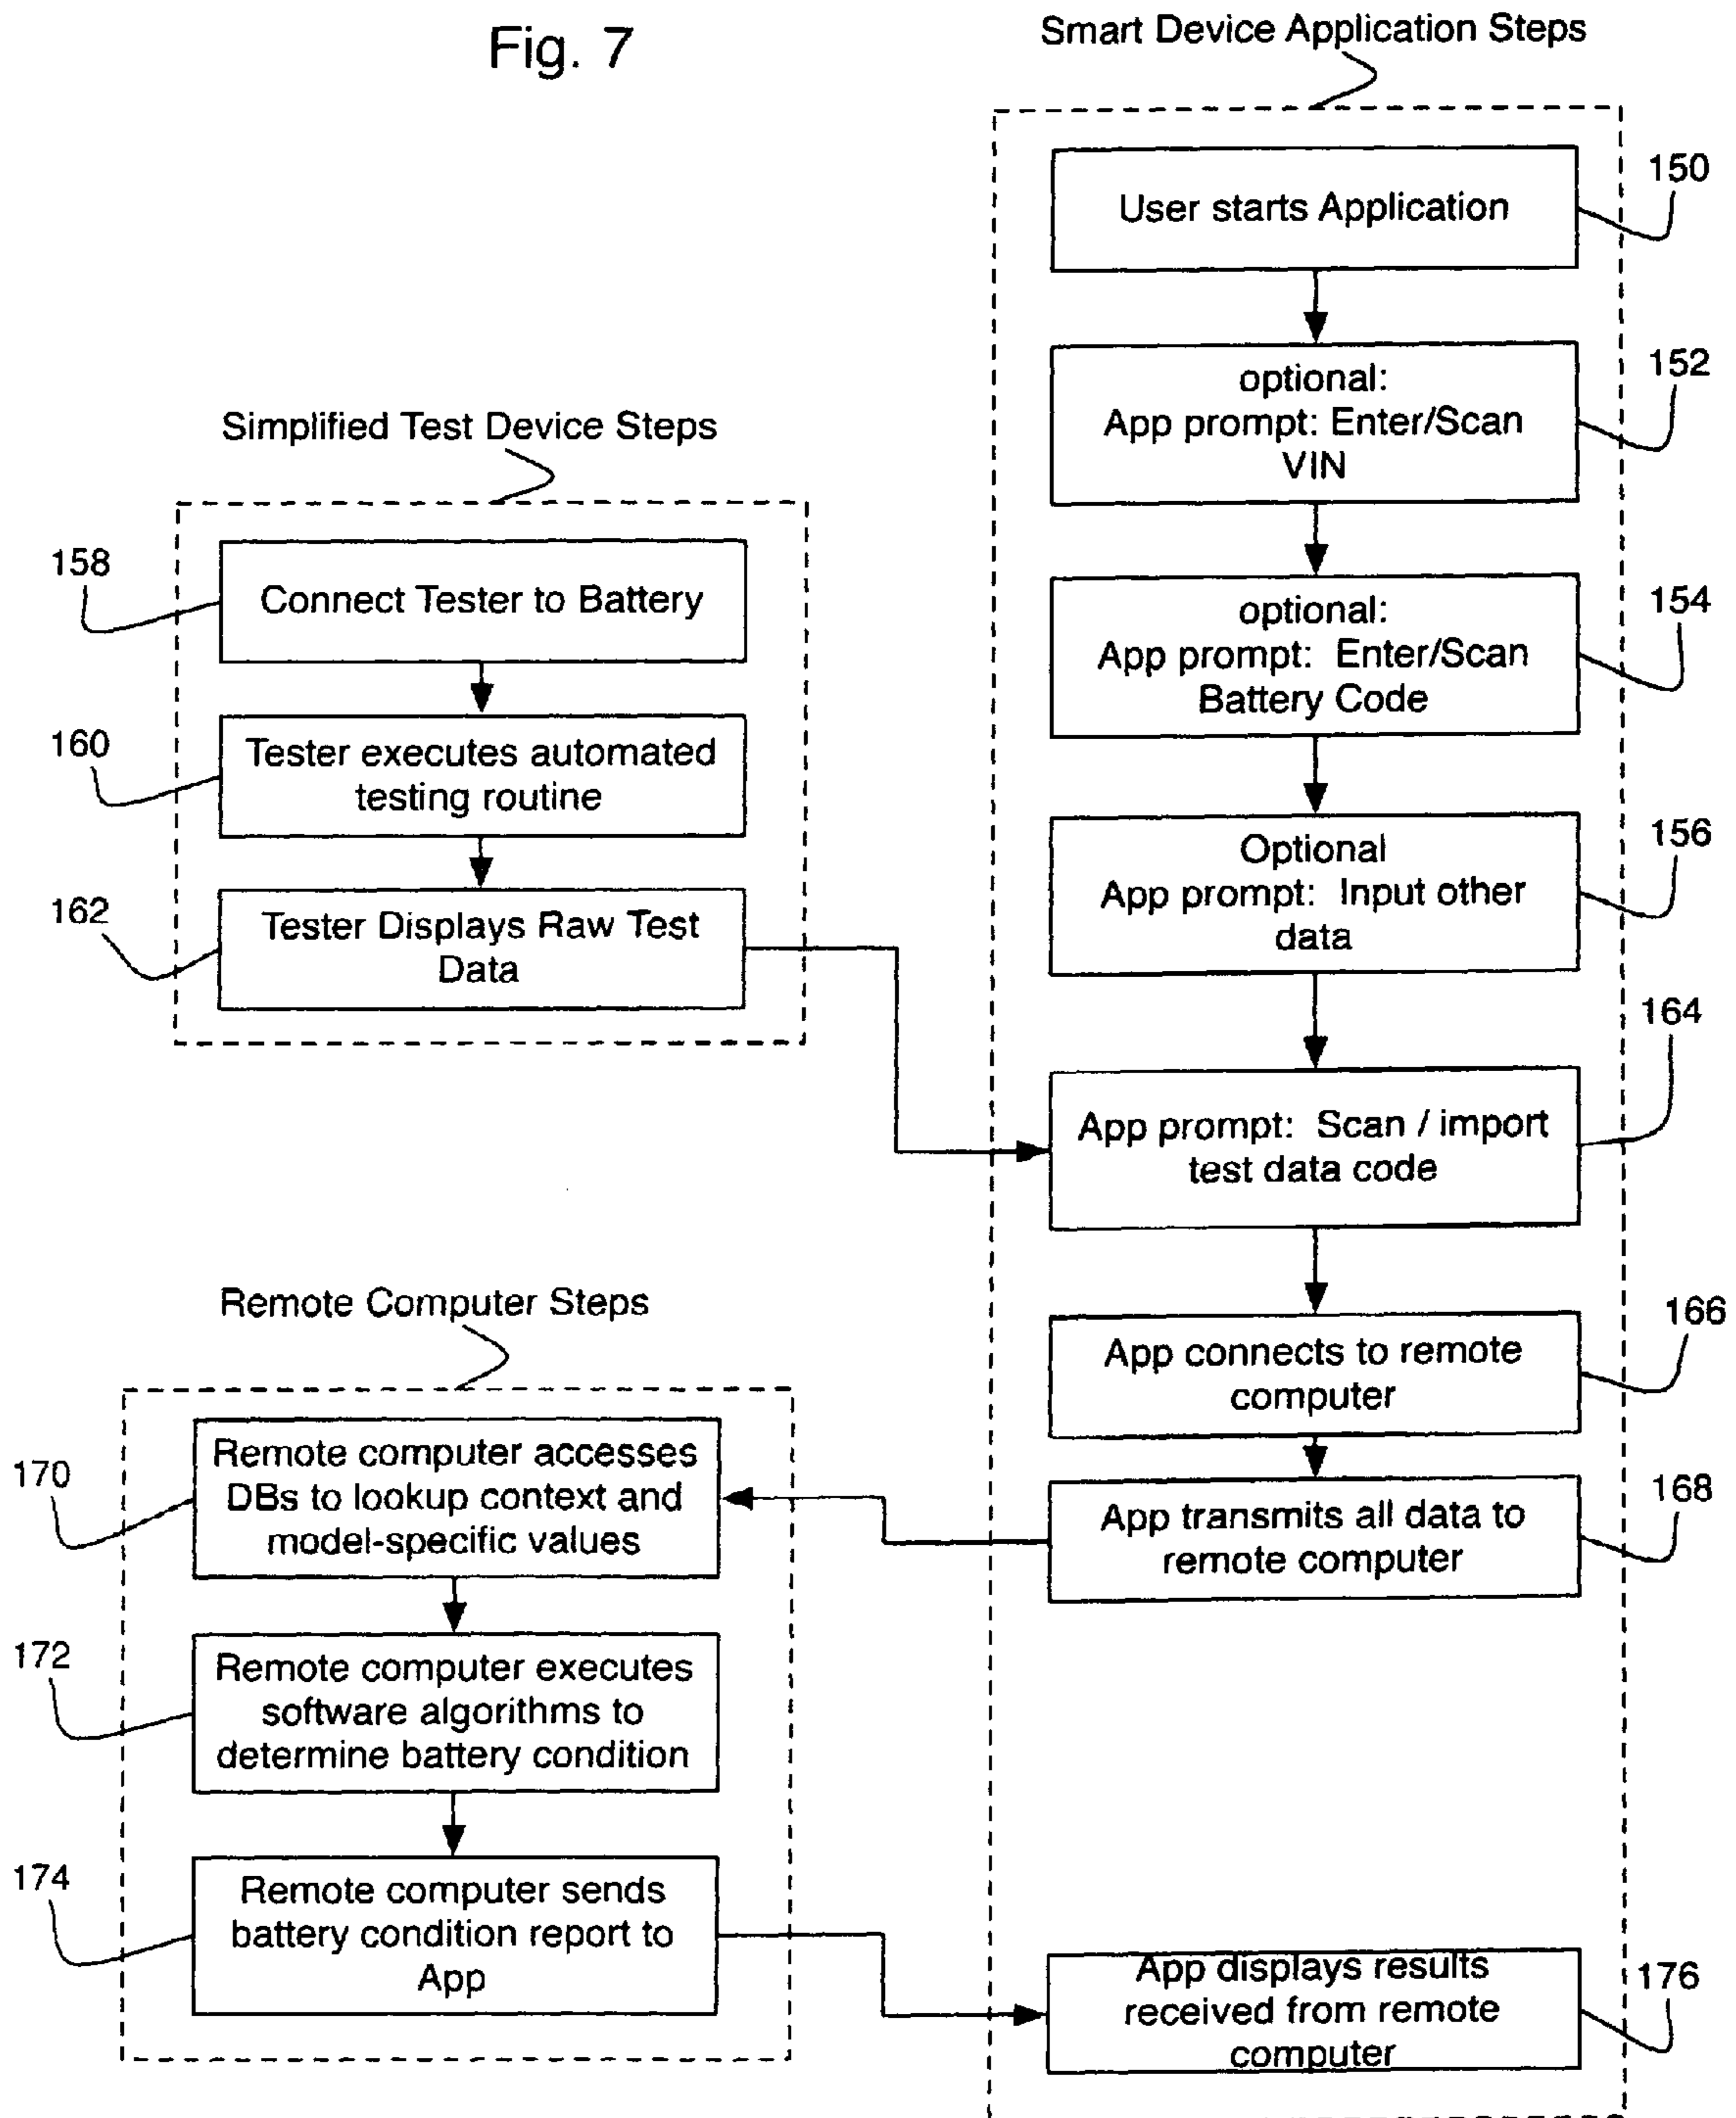 Fig. 7
Smart Device Application Steps
User starts Application
150
optional:
App prompt: Enter/Scan
VIN
152
optional:
App prompt:  Enter/Scan
Battery Code
154
Optional
App prompt:  Input other
data
156
Simplified Test Device Steps
158
Connect Tester to Battery
160
Tester executes automated
testing routine
162
Tester Displays Raw Test
Data
App prompt:  Scan / import
test data code
164
App connects to remote
computer
166
App transmits all data to
remote computer
168
Remote Computer Steps
170
Remote computer accesses
DBs to lookup context and
model-specific values
172
Remote computer executes
software algorithms to
determine battery condition
174
Remote computer sends
battery condition report to
App
App displays results
received from remote
computer
176